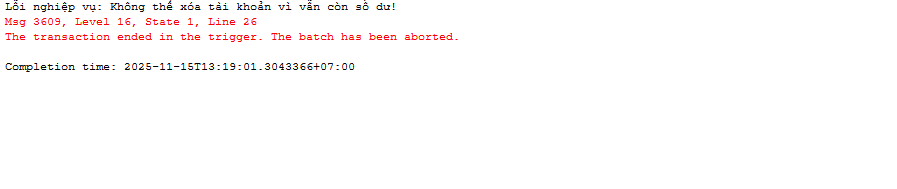 Lỗi nghiệp vụ: Không thể xóa tài khoản vì vẫn còn số dư!
Msg 3609, Level 16, State 1, Line 26
The transaction ended in the trigger. The batch has been aborted.
Completion time: 2025-11-15T13:19:01.3043366+07:00